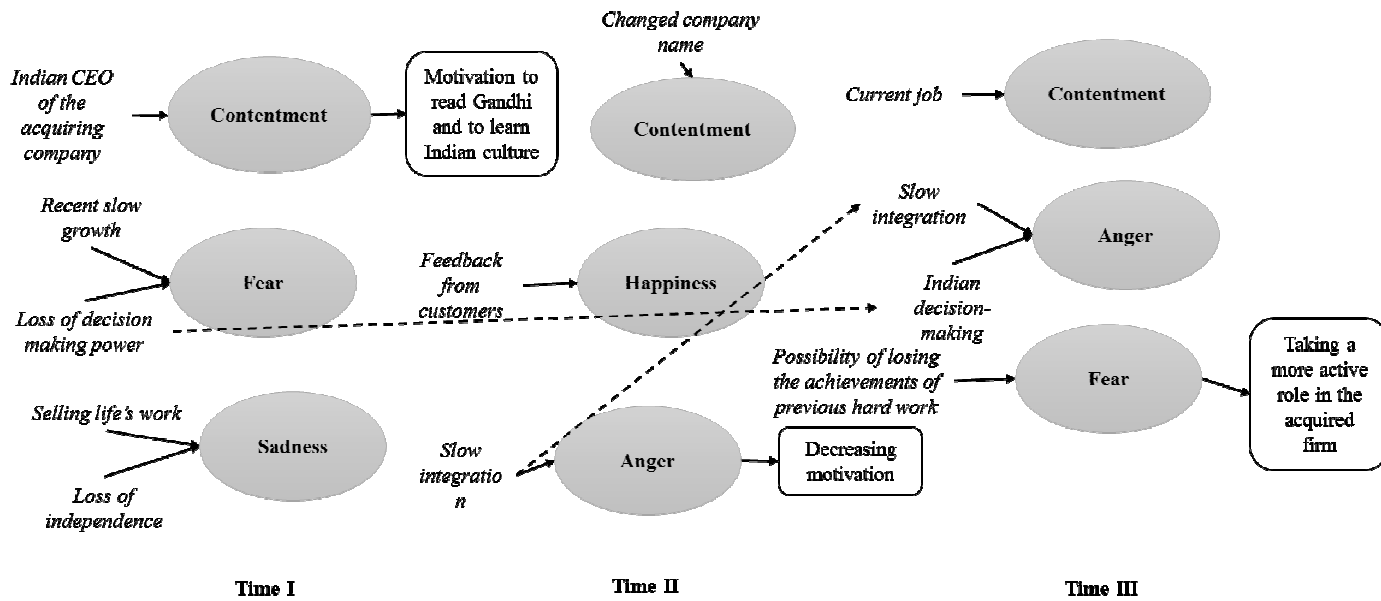 Indian CEO
of the
acquiring
company
Contentment
Motivation to
read Gandhi
and to learn
Indian culture
Recent slow
growth
Fear
Loss of decision
making power
Selling life's work
Sadness
Loss of
independence
Time I
Changed company
name
Contentment
Feedback
from
customers
Happiness
Slow
integratio
n
Anger
Decreasing
motivation
Time II
Current job
Contentment
Slow
integration
Anger
Indian
decision-
making
Possibility of losing
the achievements of
previous hard work
Fear
Taking a
more active
role in the
acquired
firm
Time III